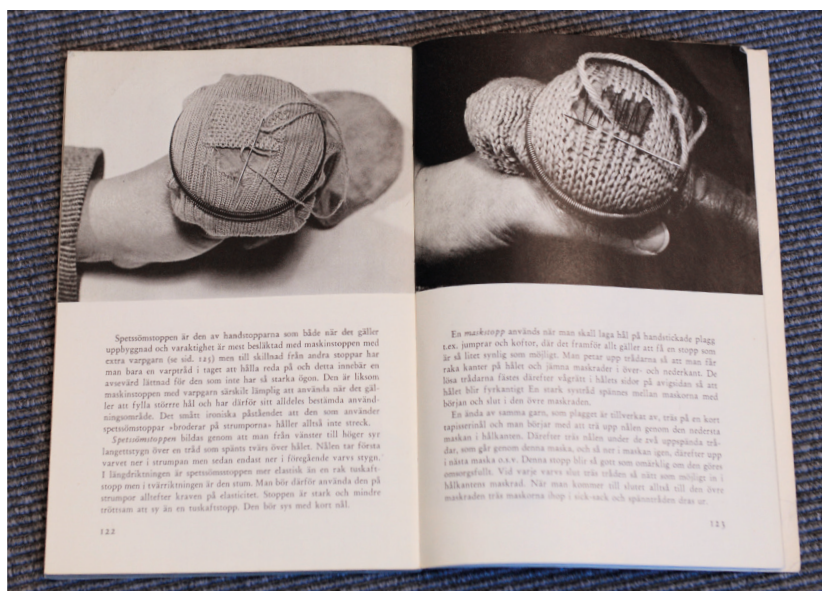 Spetssömstoppen är den av handstopparna som både när det gäller
uppbyggnad och varaktighet är mest besläktad med maskinstoppen med
extra varpgarn (se sid. 125) men till skillnad från andra stoppar har
man bara en varptråd i taget att hålla reda på och detta innebär en
avsevärd lättnad för den som inte har så starka ögon. Den är liksom
maskinstoppen med varpgarn särskilt lämplig att använda när det gäl-
ler att fylla större hål och har därför sitt alldeles bestämda använd-
ningsområde. Det smått ironiska påståendet att den som använder
spetssömstoppar »broderar på strumporna» håller alltså inte streck.
Spetssömstoppen bildas genom att man från vänster till höger syr
langettstygn över en tråd som spänts tvärs över hålet. Nålen tar första
varvet ner i strumpan men sedan endast ner i föregående varvs stygn.
I längdriktningen är spetssömstoppen mer elastisk än en tuskaft-
stopp men i tvärriktningen är den stum. Man bör därför använda den på
strumpor alltefter kraven på elasticitet. Stoppen är stark och mindre
tröttsam att sy än en tuskaftstopp. Den bör sys med kort nål.
122
En maskstopp används när man skall laga hål på handstickade plagg
t.ex. jumprar och koftor, där det framför allt gäller att få en stopp som
är så litet synlig som möjligt. Man petar upp trådarna så att man får
raka kanter på hålet och jämna maskrader i över- och nederkant. De
lösa trådarna fästes därefter vågrätt i hålets sidor på avigsidan så att
hålet blir fyrkantigt. En stark sytråd spännes mellan maskorna med
början och slut i den övre maskraden.
En ända av samma garn, som plagget är tillverkat av, träs på en kort
tapisserinål och man börjar med att trä upp nålen genom den nedersta
maskan i hålkanten. Därefter träs nålen under de två uppspända trå-
dar, som går genom denna maska, och så ner i maskan igen, därefter upp
i nästa maska o.s.v. Denna stopp blir så gott som omärklig om den göres
omsorgsfullt. Vid varje varvs slut träs tråden så nätt som möjligt in i
hålkantens maskrad. När man kommer till slutet alltså till den övre
maskraden träs maskorna ihop i sick-sack och spänntråden dras ur.
123